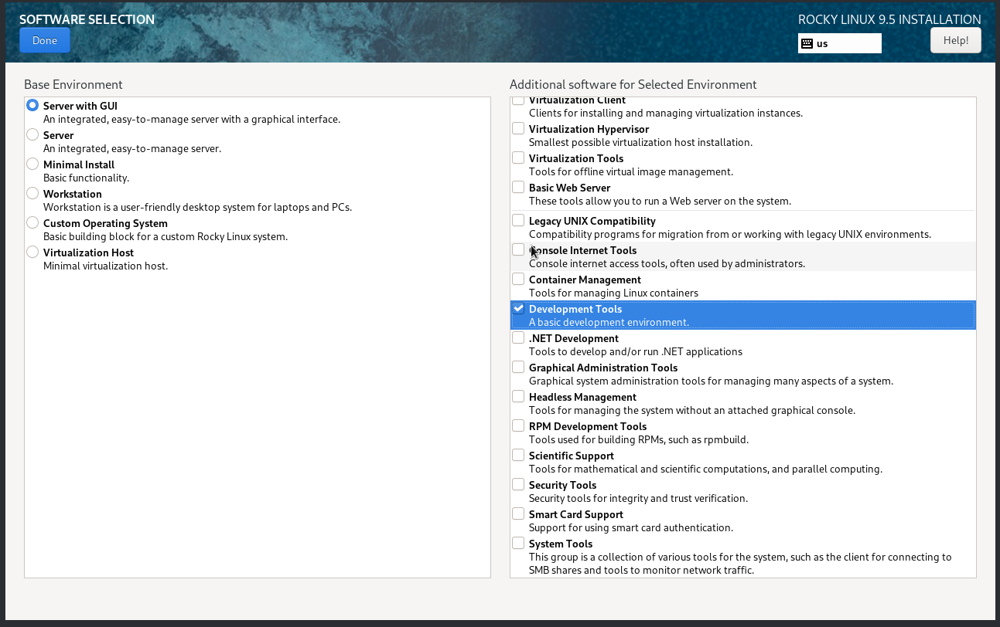 SOFTWARE SELECTION
ROCKY LINUX 9.5 INSTALLATION
Done
us
Help!
Base Environment
Server with GUI
An integrated, easy-to-manage server with a graphical interface.
Server
An integrated, easy-to-manage server.
Minimal Install
Basic functionality.
Workstation
Workstation is a user-friendly desktop system for laptops and PCs.
Custom Operating System
Basic building block for a custom Rocky Linux system.
Virtualization Host
Minimal virtualization host.
Additional software for Selected Environment
Virtualization Client
Clients for installing and managing virtualization instances.
Virtualization Hypervisor
Smallest possible virtualization host installation.
Virtualization Tools
Tools for offline virtual image management.
Basic Web Server
These tools allow you to run a Web server on the system.
Legacy UNIX Compatibility
Compatibility programs for migration from or working with legacy UNIX environments.
Console Internet Tools
Console internet access tools, often used by administrators.
Container Management
Tools for managing Linux containers
Development Tools
A basic development environment.
.NET Development
Tools to develop and/or run .NET applications
Graphical Administration Tools
Graphical system administration tools for managing many aspects of a system.
Headless Management
Tools for managing the system without an attached graphical console.
RPM Development Tools
Tools used for building RPMs, such as rpmbuild.
Scientific Support
Tools for mathematical and scientific computations, and parallel computing.
Security Tools
Security tools for integrity and trust verification.
Smart Card Support
Support for using smart card authentication.
System Tools
This group is a collection of various tools for the system, such as the client for connecting to
SMB shares and tools to monitor network traffic.